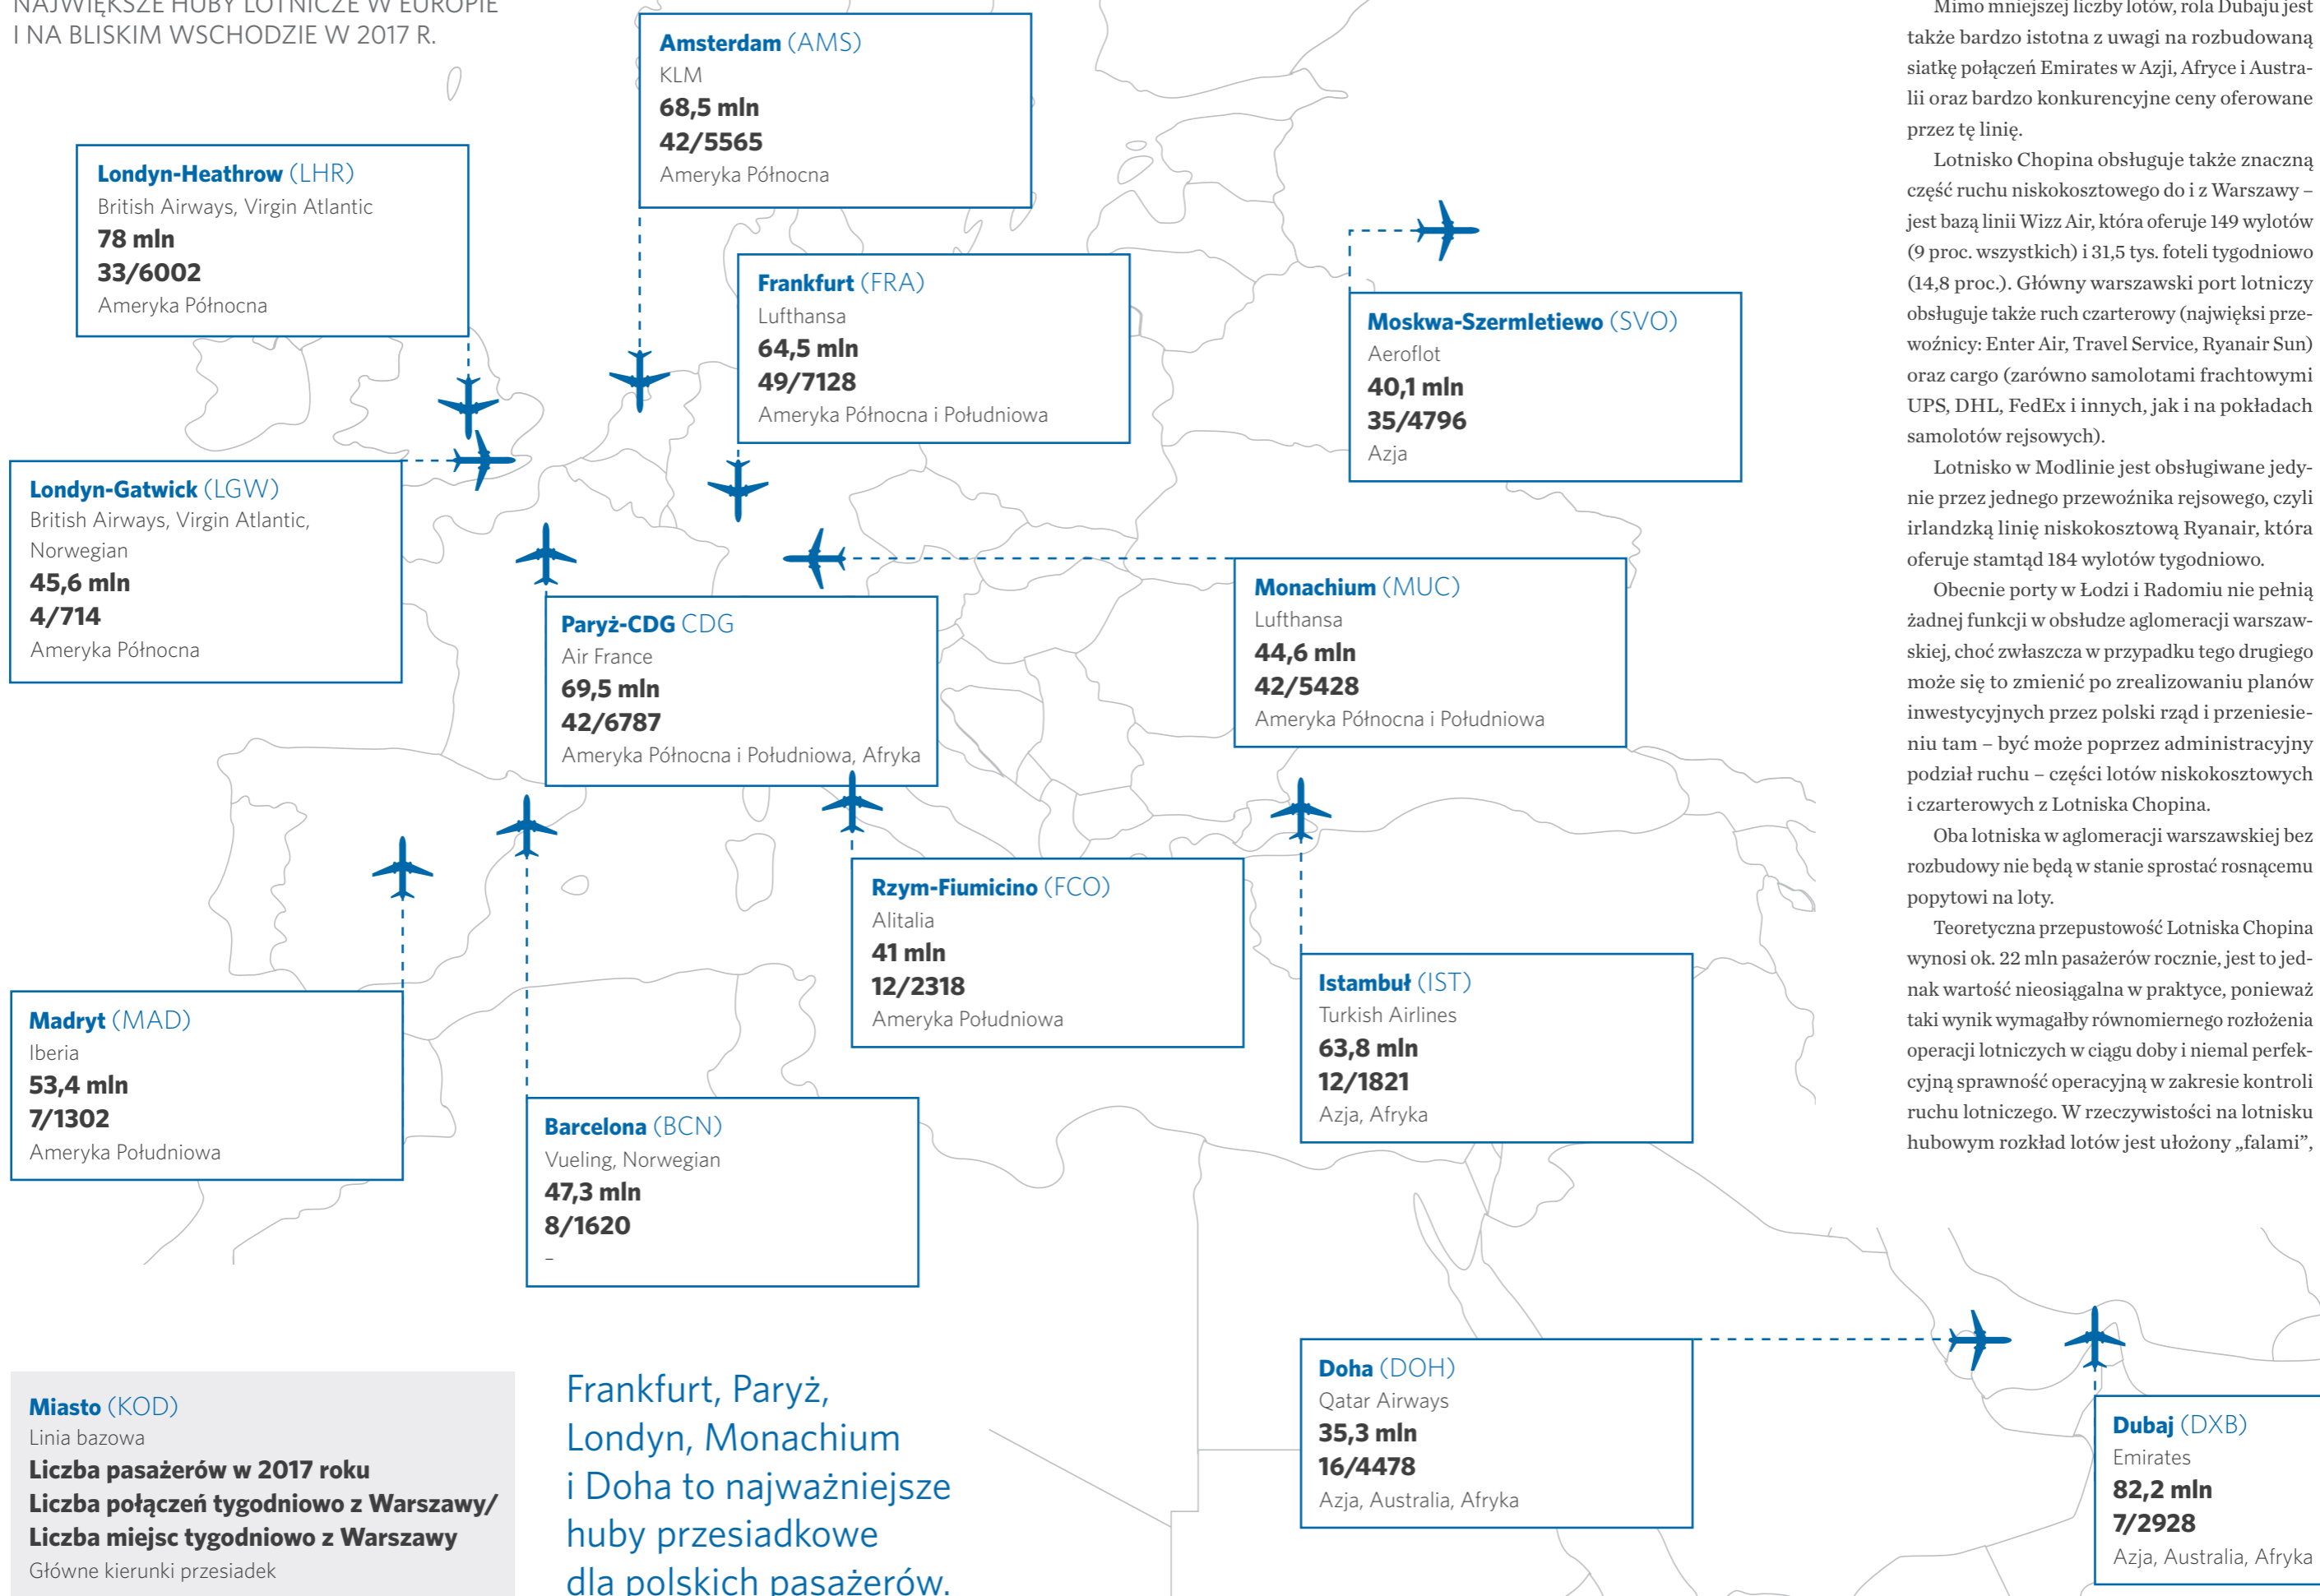 NAJWIĘKSZE HUBY LOTNICZE W EUROPIE
I NA BLISKIM WSCHODZIE W 2017 R.
Amsterdam (AMS)
KLM
68,5 mln
42/5565
Ameryka Północna
Londyn-Heathrow (LHR)
British Airways, Virgin Atlantic
78 mln
33/6002
Ameryka Północna
Frankfurt (FRA)
Lufthansa
64,5 mln
49/7128
Ameryka Północna i Południowa
Moskwa-Szermletiewo (SVO)
Aeroflot
40,1 mln
35/4796
Azja
Londyn-Gatwick (LGW)
British Airways, Virgin Atlantic,
Norwegian
45,6 mln
4/714
Ameryka Północna
Paryż-CDG CDG
Air France
69,5 mln
42/6787
Ameryka Północna i Południowa, Afryka
Monachium (MUC)
Lufthansa
44,6 mln
42/5428
Ameryka Północna i Południowa
Rzym-Fiumicino (FCO)
Alitalia
41 mln
12/2318
Ameryka Południowa
Istambuł (IST)
Turkish Airlines
63,8 mln
12/1821
Azja, Afryka
Madryt (MAD)
Iberia
53,4 mln
7/1302
Ameryka Południowa
Barcelona (BCN)
Vueling, Norwegian
47,3 mln
8/1620
–
Doha (DOH)
Qatar Airways
35,3 mln
16/4478
Azja, Australia, Afryka
Dubaj (DXB)
Emirates
82,2 mln
7/2928
Azja, Australia, Afryka
Miasto (KOD)
Linia bazowa
Liczba pasażerów w 2017 roku
Liczba połączeń tygodniowo z Warszawy/
Liczba miejsc tygodniowo z Warszawy
Główne kierunki przesiadek
Frankfurt, Paryż,
Londyn, Monachium
i Doha to najważniejsze
huby przesiadkowe
dla polskich pasażerów.
Mimo mniejszej liczby lotów, rola Dubaju jest
także bardzo istotna z uwagi na rozbudowaną
siatkę połączeń Emirates w Azji, Afryce i Austra-
lii oraz bardzo konkurencyjne ceny oferowane
przez tę linię.
Lotnisko Chopina obsługuje także znaczną
część ruchu niskokosztowego do i z Warszawy –
jest bazą linii Wizz Air, która oferuje 149 wylotów
(9 proc. wszystkich) i 31,5 tys. foteli tygodniowo
(14,8 proc.). Główny warszawski port lotniczy
obsługuje także ruch czarterowy (najwięksi prze-
woźnicy: Enter Air, Travel Service, Ryanair Sun)
oraz cargo (zarówno samolotami frachtowymi
UPS, DHL, FedEx i innych, jak i na pokładach
samolotów rejsowych).
Lotnisko w Modlinie jest obsługiwane jedy-
nie przez jednego przewoźnika rejsowego, czyli
irlandzką linię niskokosztową Ryanair, która
oferuje stamtąd 184 wylotów tygodniowo.
Obecnie porty w Łodzi i Radomiu nie pełnią
żadnej funkcji w obsłudze aglomeracji warszaw-
skiej, choć zwłaszcza w przypadku tego drugiego
może się to zmienić po zrealizowaniu planów
inwestycyjnych przez polski rząd i przeniesie-
niu tam – być może poprzez administracyjny
podział ruchu – części lotów niskokosztowych
i czarterowych z Lotniska Chopina.
Oba lotniska w aglomeracji warszawskiej bez
rozbudowy nie będą w stanie sprostać rosnącemu
popytowi na loty.
Teoretyczna przepustowość Lotniska Chopina
wynosi ok. 22 mln pasażerów rocznie, jest to jed-
nak wartość nieosiągalna w praktyce, ponieważ
taki wynik wymagałby równomiernego rozłożenia
operacji lotniczych w ciągu doby i niemal perfek-
cyjną sprawność operacyjną w zakresie kontroli
ruchu lotniczego. W rzeczywistości na lotnisku
hubowym rozkład lotów jest ułożony „falami”,